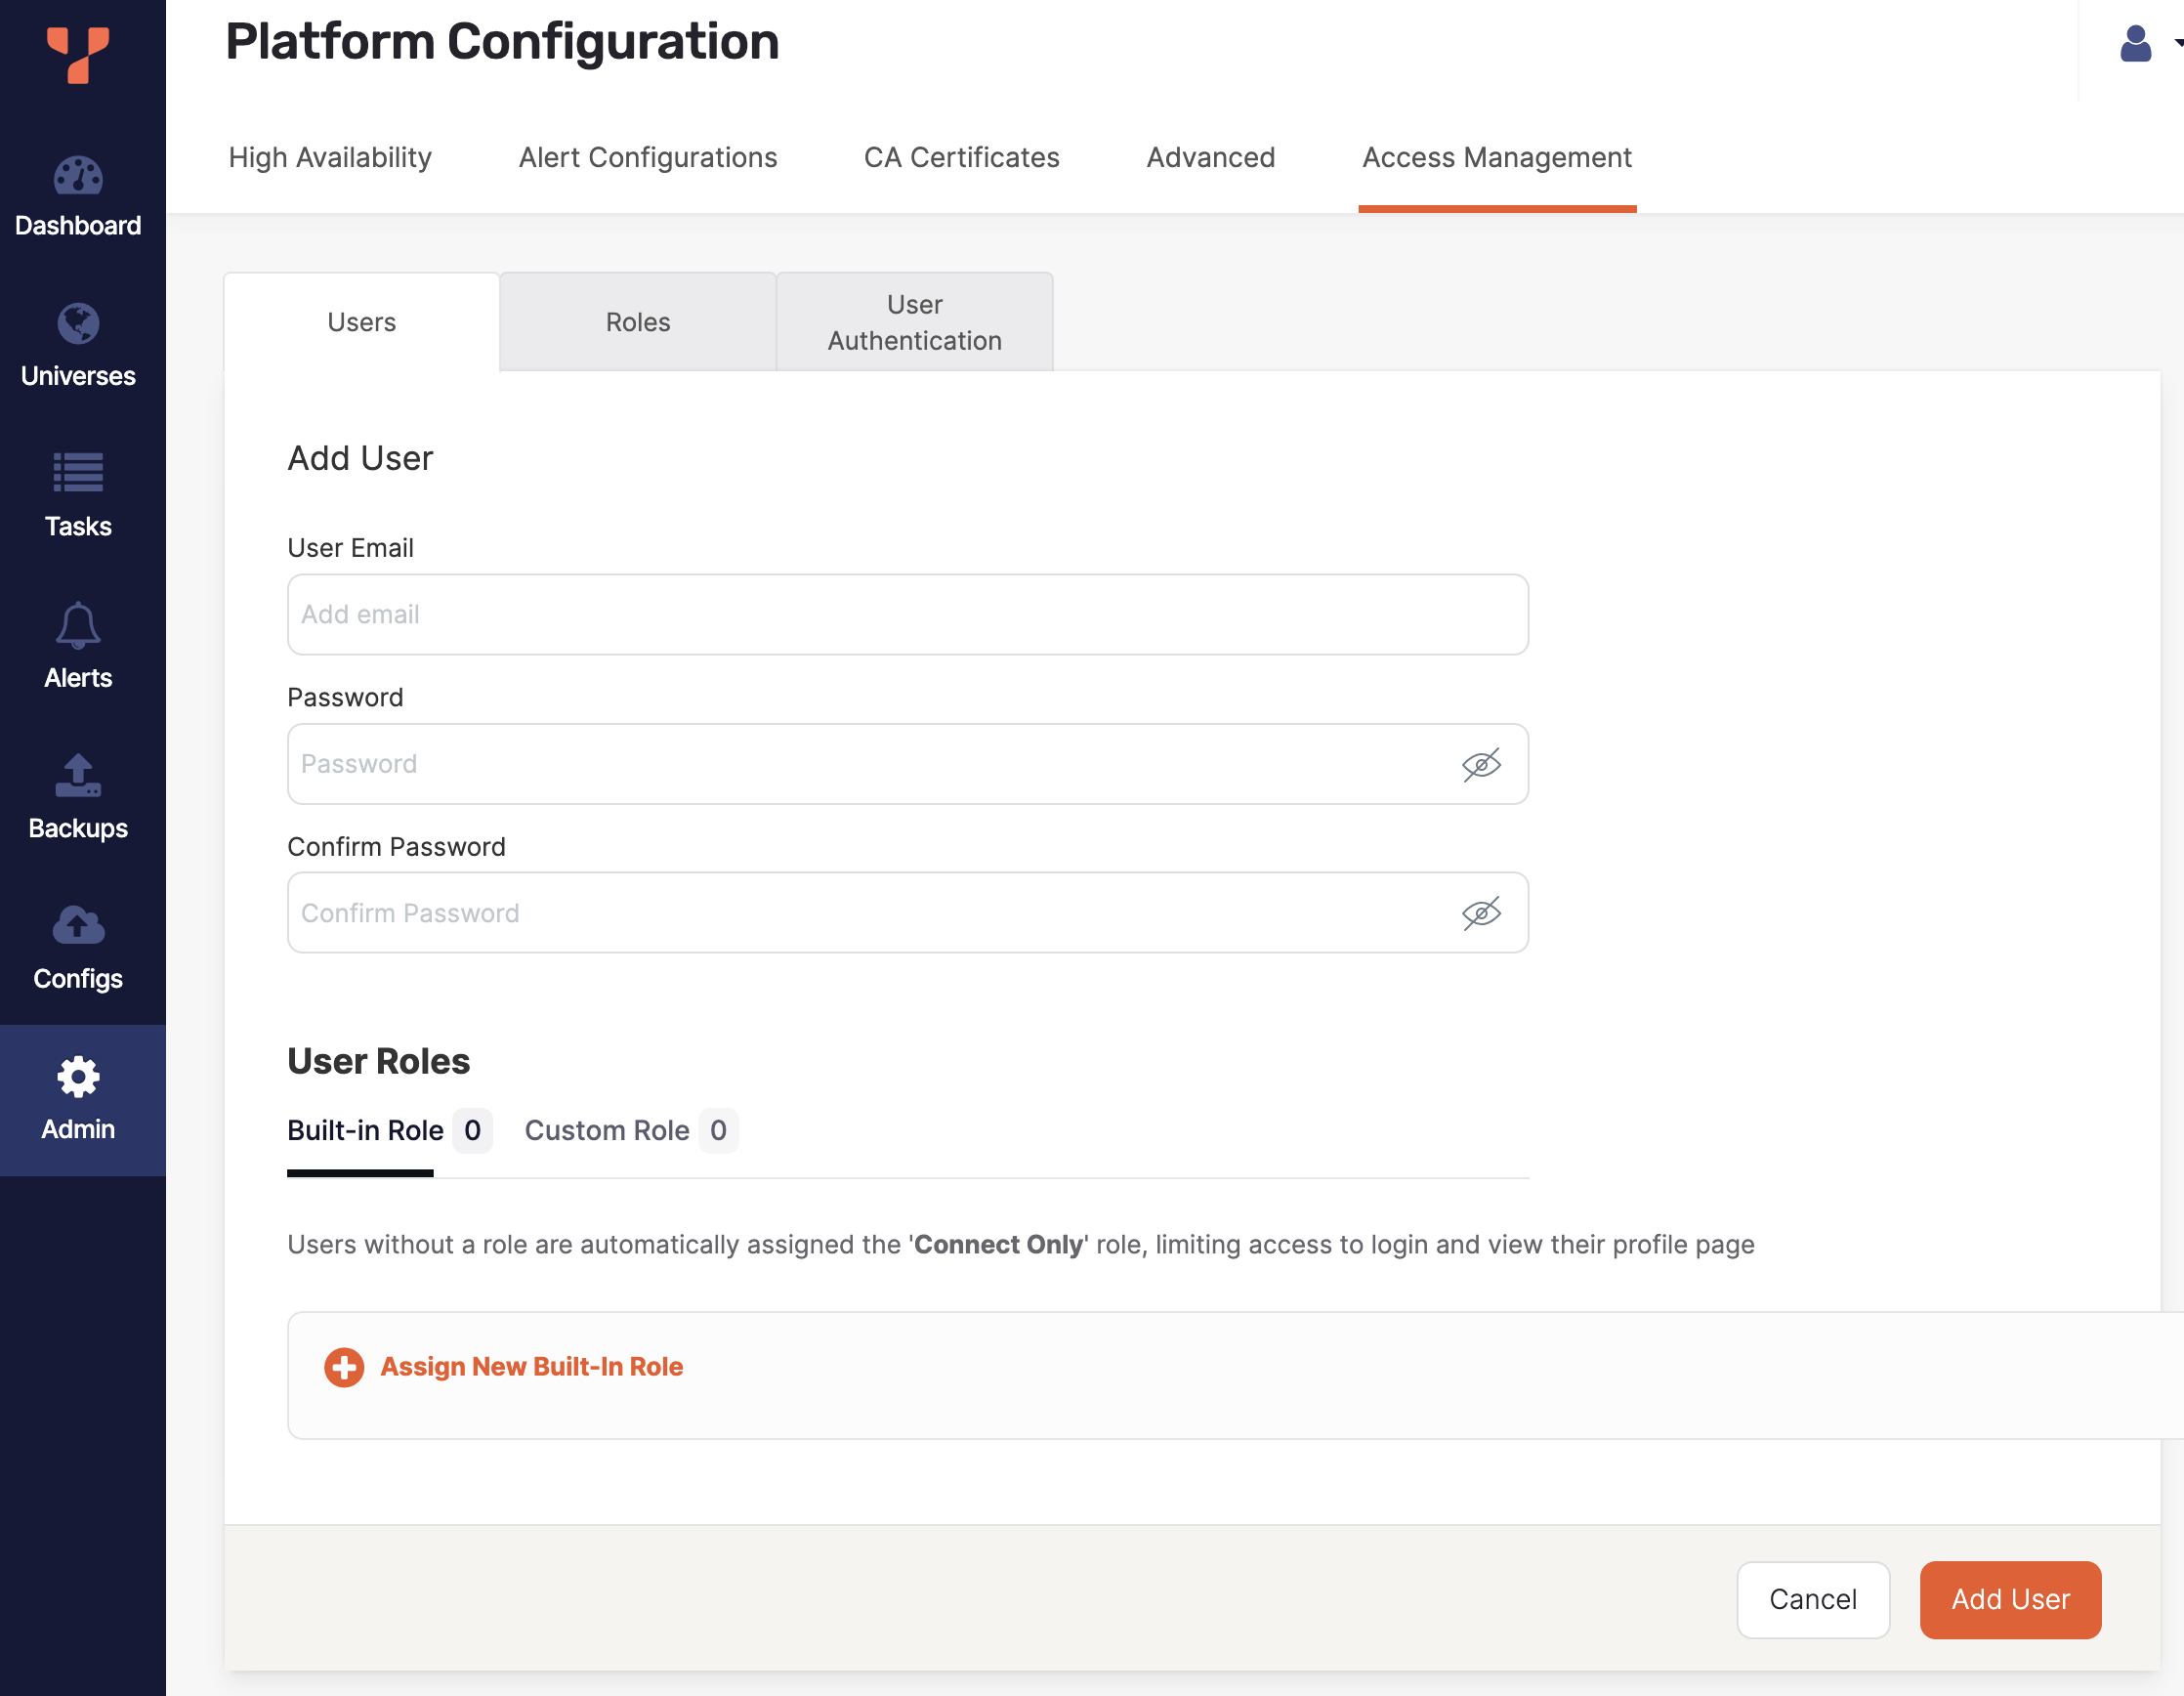 Platform Configuration
High Availability
Alert Configurations
CA Certificates
Advanced
Access Management
Dashboard
Universes
Tasks
Alerts
Backups
Configs
Admin
Users
Roles
User
Authentication
Add User
User Email
Add email
Password
Password
Confirm Password
Confirm Password
User Roles
Built-in Role 0
Custom Role 0
Users without a role are automatically assigned the 'Connect Only' role, limiting access to login and view their profile page
Assign New Built-In Role
Cancel
Add User